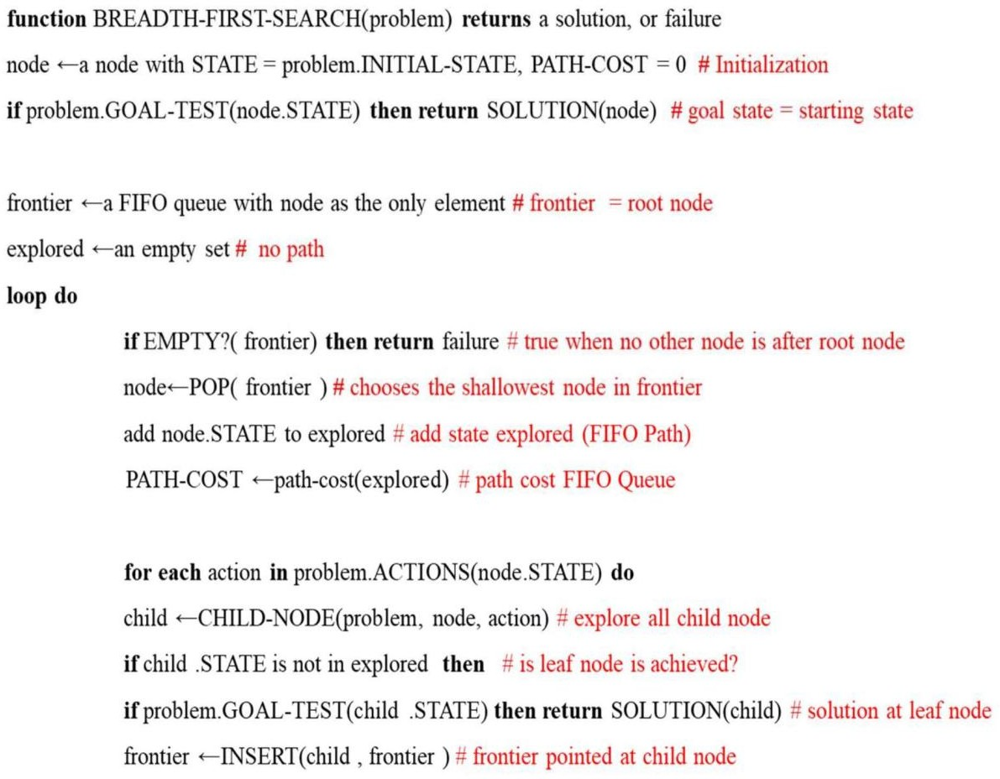 function BREADTH-FIRST-SEARCH(problem) returns a solution, or failure
node ←a node with STATE = problem.INITIAL-STATE, PATH-COST = 0 # Initialization
if problem.GOAL-TEST(node.STATE) then return SOLUTION(node) # goal state = starting state
frontier ←a FIFO queue with node as the only element # frontier = root node
explored ←an empty set # no path
loop do
if EMPTY?( frontier) then return failure # true when no other node is after root node
node←POP( frontier ) # chooses the shallowest node in frontier
add node.STATE to explored # add state explored (FIFO Path)
PATH-COST ←path-cost(explored) # path cost FIFO Queue
for each action in problem.ACTIONS(node.STATE) do
child ←CHILD-NODE(problem, node, action) # explore all child node
if child .STATE is not in explored then # is leaf node is achieved?
if problem.GOAL-TEST(child .STATE) then return SOLUTION(child) # solution at leaf node
frontier ←INSERT(child , frontier ) # frontier pointed at child node